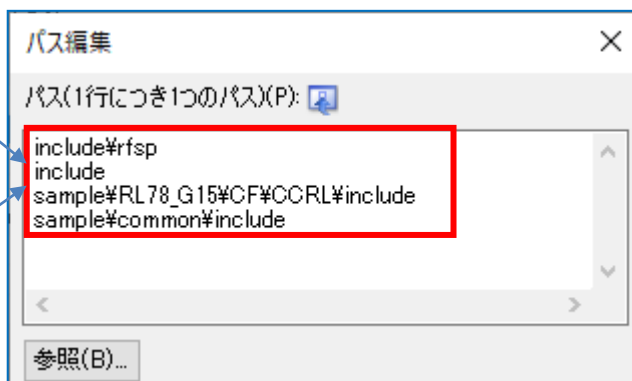 パス編集
パス(1行につき1つのパス)(P):
include¥rfsp
include
sample¥RL78_G15¥CF¥CCRL¥include
sample¥common¥include
参照(B)...